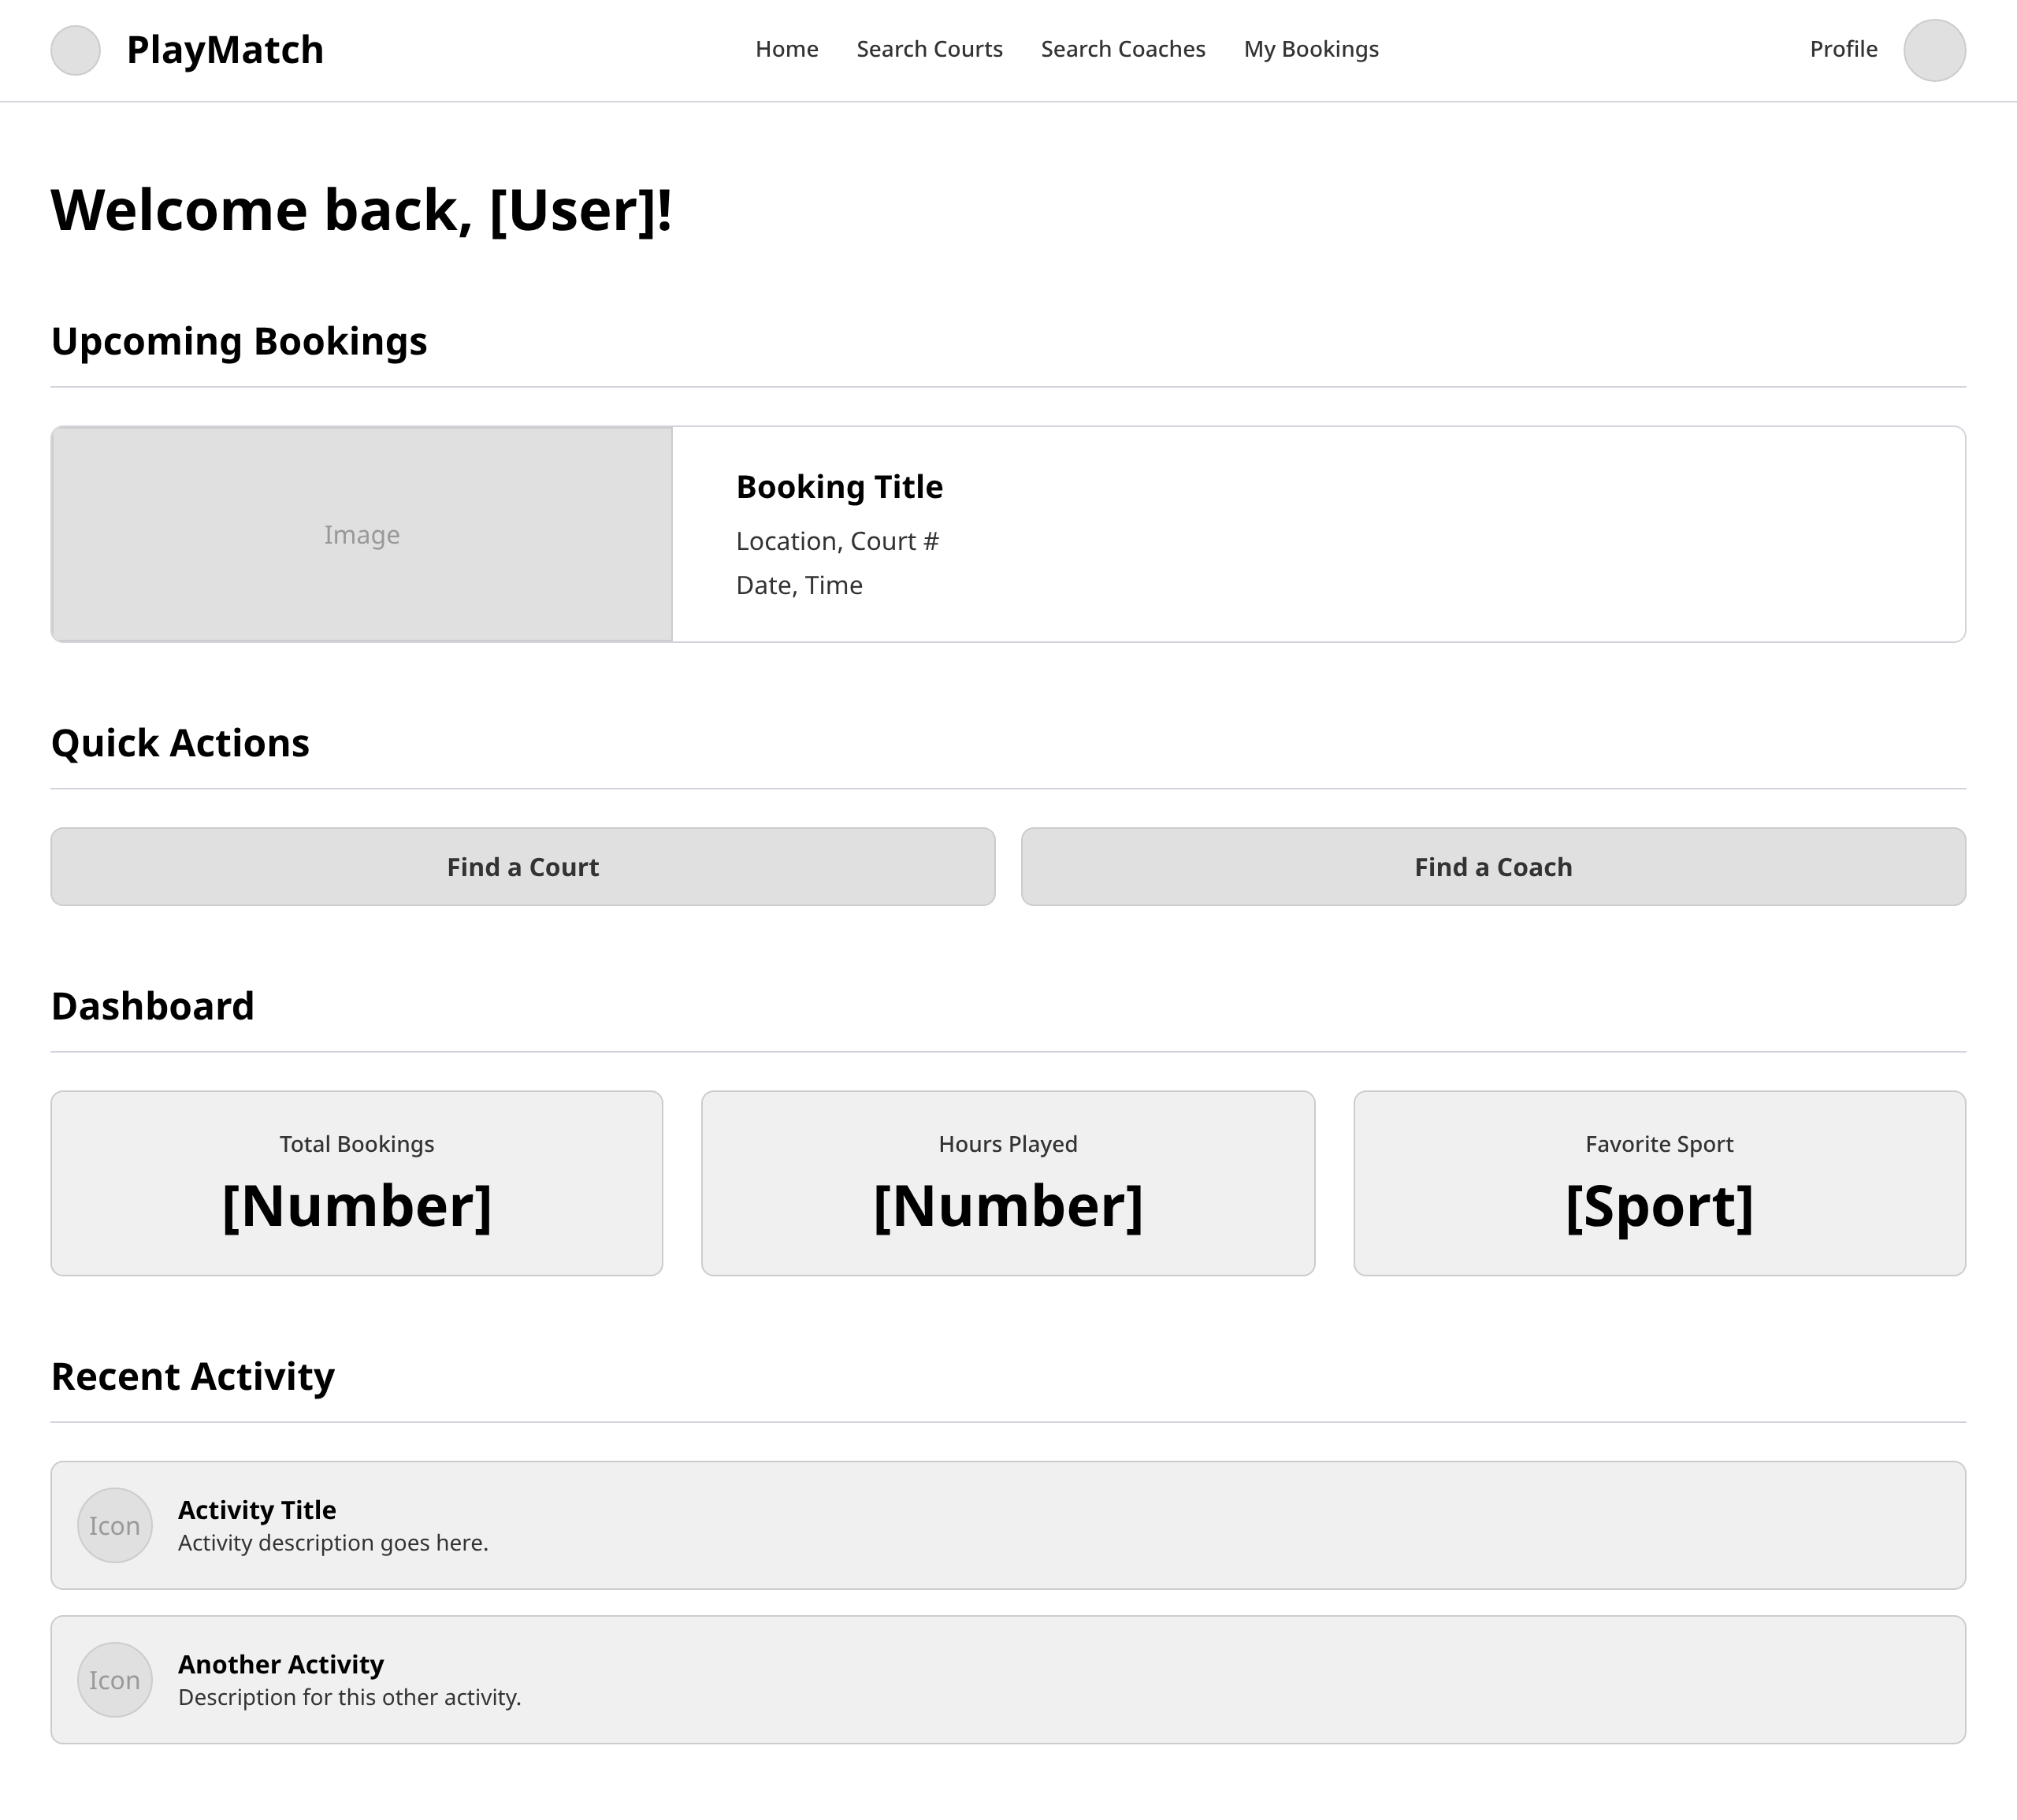 PlayMatch
Home Search Courts Search Coaches My Bookings
Profile
Welcome back, [User]!
Upcoming Bookings
Image
Booking Title
Location, Court #
Date, Time
Quick Actions
Find a Court
Find a Coach
Dashboard
Total Bookings
[Number]
Hours Played
[Number]
Favorite Sport
[Sport]
Recent Activity
Icon
Activity Title
Activity description goes here.
Icon
Another Activity
Description for this other activity.